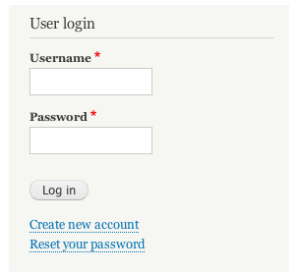 User login
Username *
Password *
Log in
Create new account
Reset your password